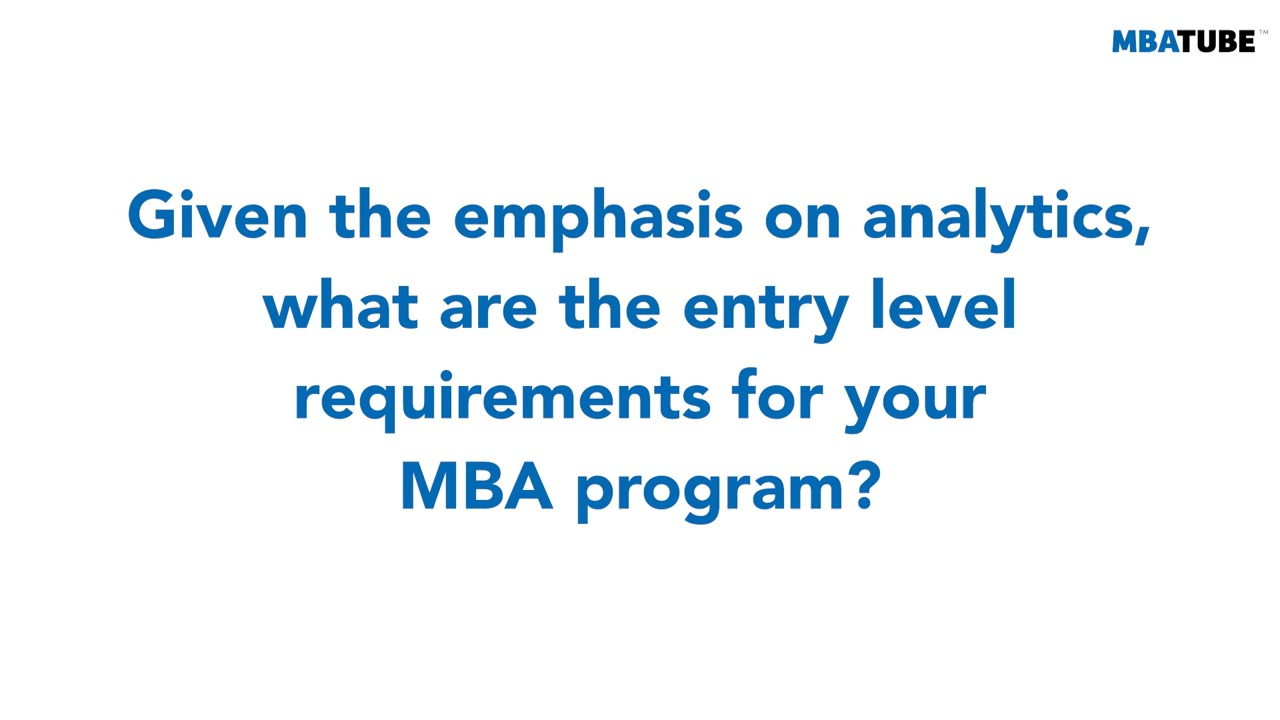 MBATUBE™
Given the emphasis on analytics,
what are the entry level
requirements for your
MBA program?